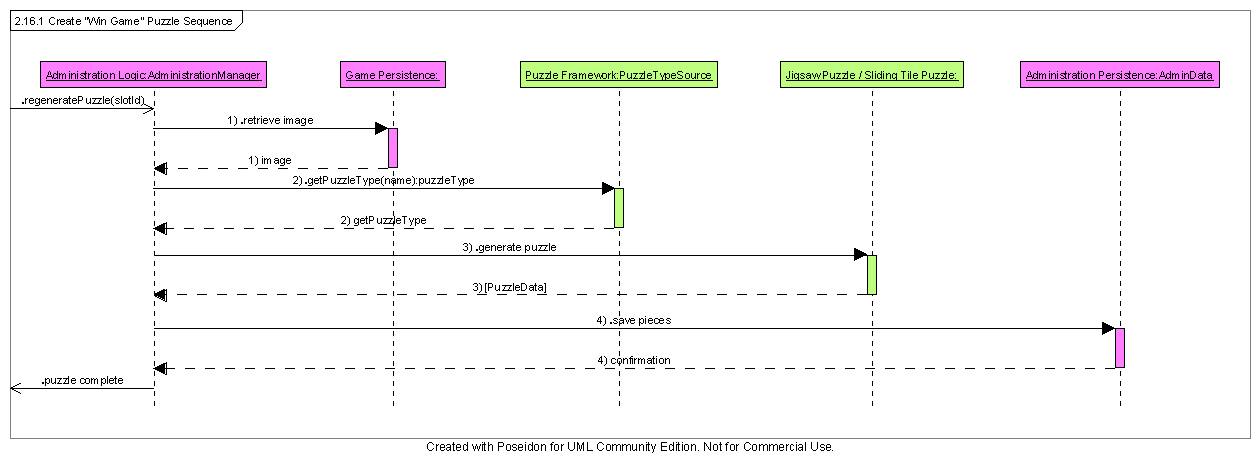 2.16.1 Create "Win Game" Puzzle Sequence
Administration Logic:AdministrationManager
Game Persistence:
Puzzle Framework:PuzzleTypeSource
JigsawPuzzle / Sliding Tile Puzzle:
Administration Persistence:AdminData
.regeneratePuzzle(slotId)
1) .retrieve image
1) image
2) .getPuzzleType(name):puzzleType
2) getPuzzleType
3) .generate puzzle
3)[PuzzleData]
4) .save pieces
4) confirmation
.puzzle complete
Created with Poseidon for UML Community Edition. Not for Commercial Use.